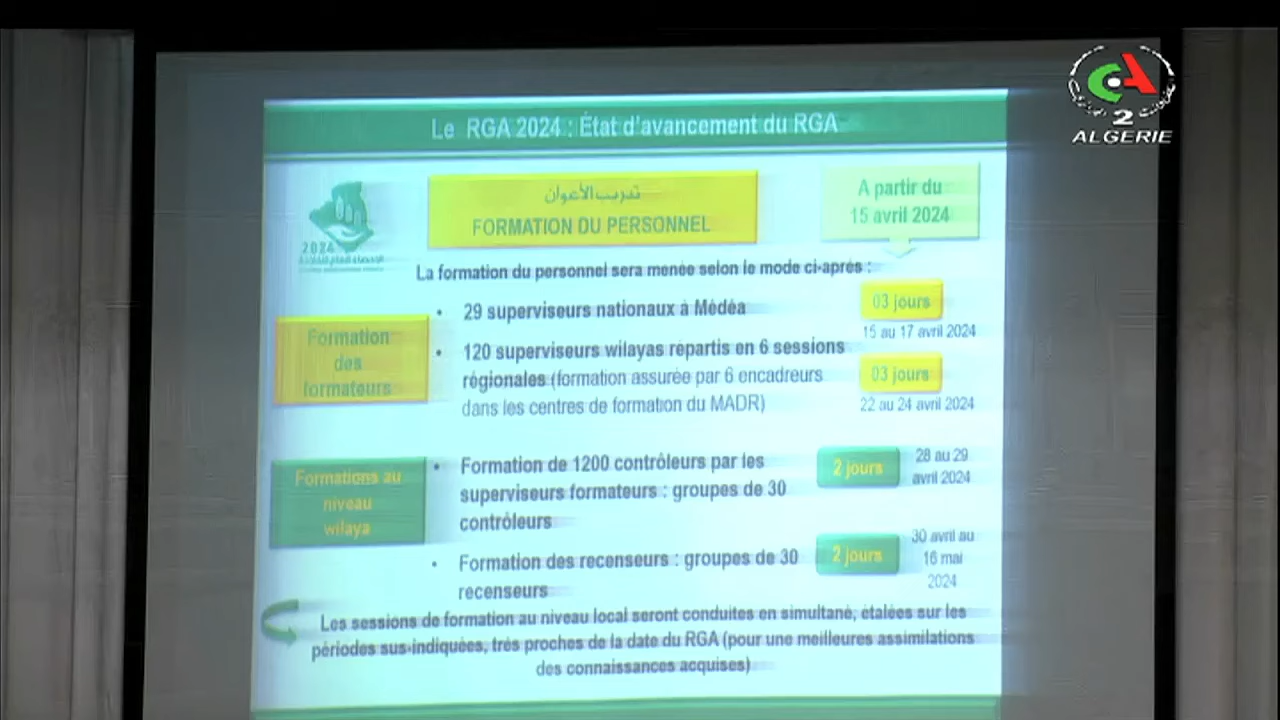 2
ALGERIE
Le RGA 2024 : État d'avancement du RGA
2024
تدريب الأعوان
FORMATION DU PERSONNEL
A partir du
15 avril 2024
La formation du personnel sera menée selon le mode ci-après :
Formation
des
formateurs
• 29 superviseurs nationaux à Médéa
03 jours
15 au 17 avril 2024
• 120 superviseurs wilayas repartis en 6 sessions
régionales (formation assurée par 6 encadreurs
dans les centres de formation du MADR)
03 jours
22 au 24 avril 2024
Formations au
niveau
wilaya
• Formation de 1200 contrôleurs par les
superviseurs formateurs : groupes de 30
contrôleurs
2 jours
28 au 29
avril 2024
• Formation des recenseurs : groupes de 30
recenseurs
2 jours
30 avril au
16 mai
2024
Les sessions de formation au niveau local seront conduites en simultané, étalées sur les
périodes sus-indiquées, très proches de la date du RGA (pour une meilleures assimilations
des connaissances acquises)